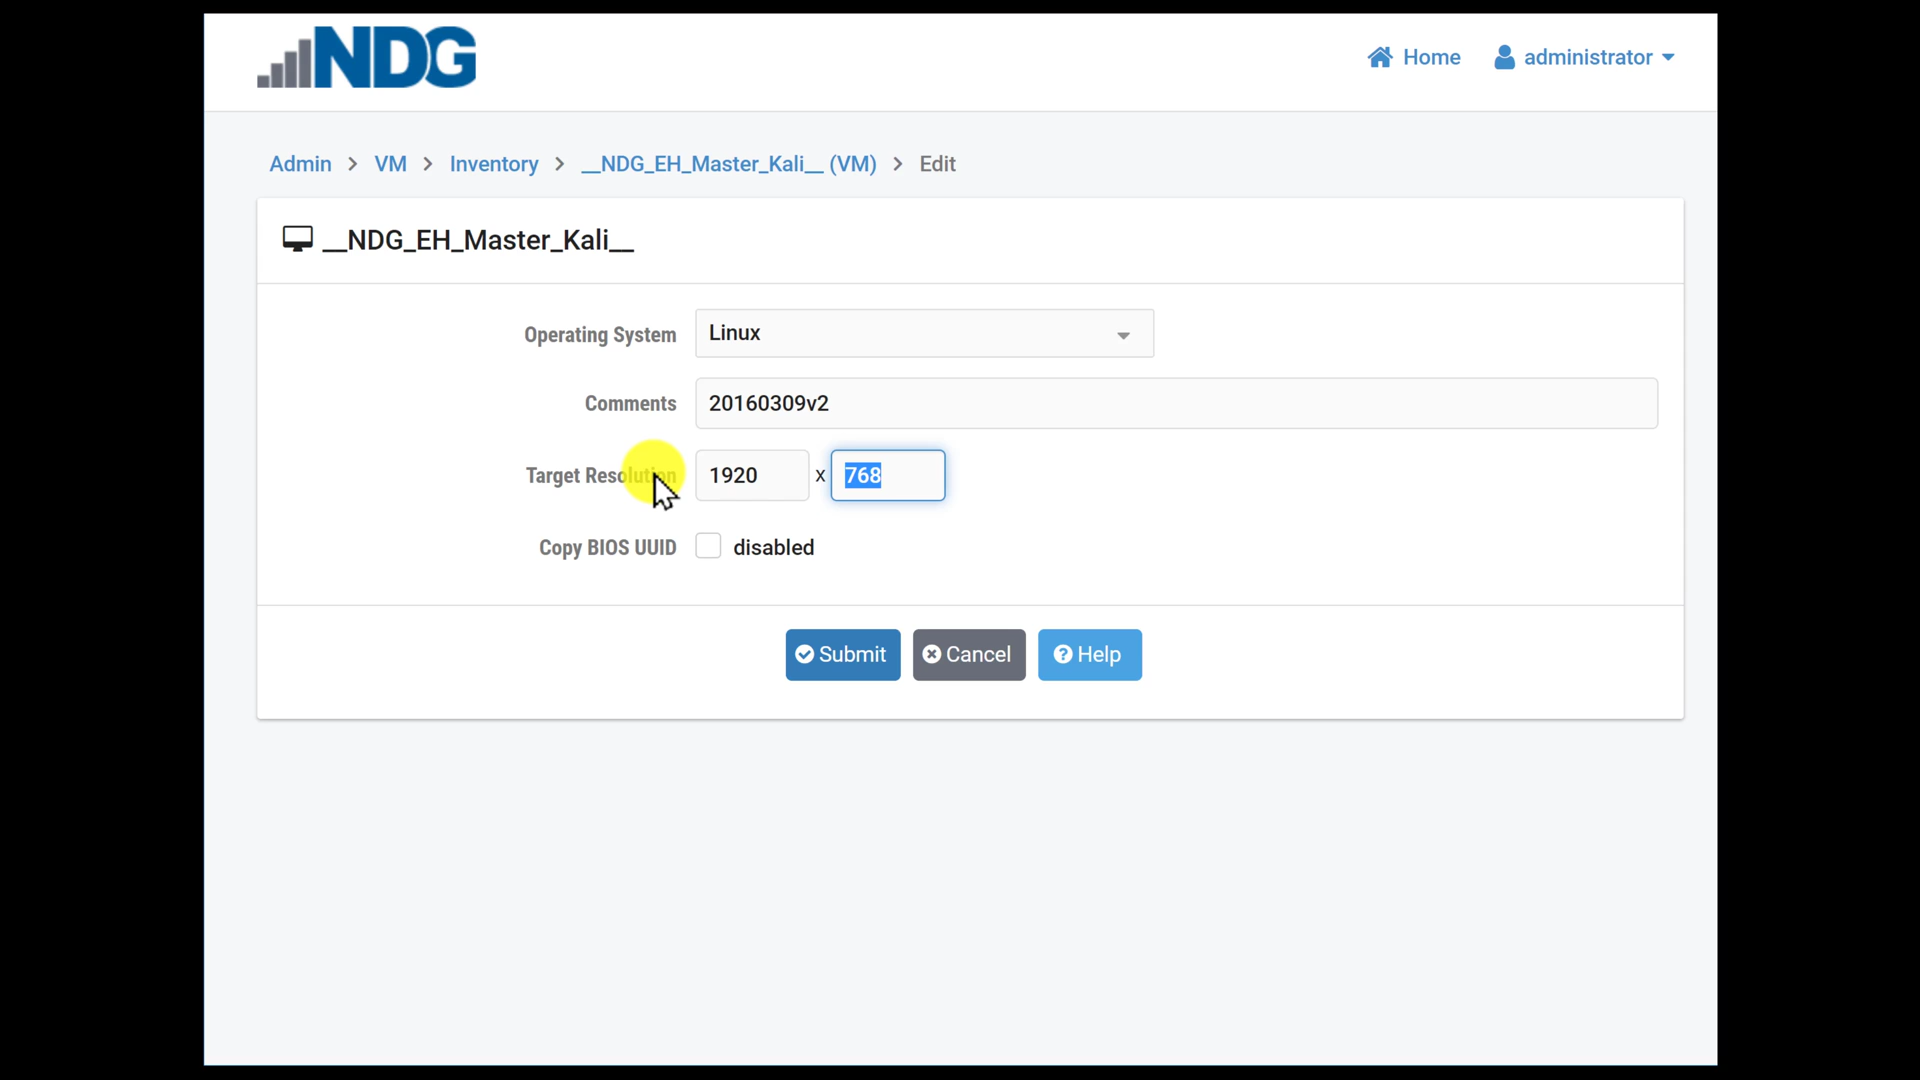 NDG
Home administrator
Admin > VM > Inventory > __NDG_EH_Master_Kali__ (VM) > Edit
__NDG_EH_Master_Kali__
Operating System Linux
Comments 20160309v2
Target Resolution 1920 x 768
Copy BIOS UUID disabled
Submit Cancel Help